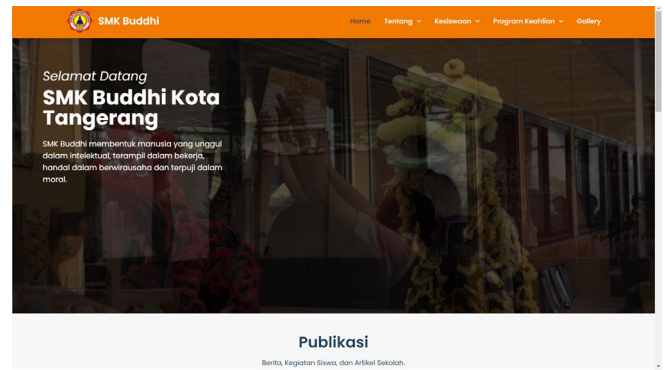 SMK Buddhi
Home Tentang Kesiswaan Program Keahlian Gallery
Selamat Datang
SMK Buddhi Kota
Tangerang
SMK Buddhi membentuk manusia yang unggul
dalam intelektual, terampil dalam bekerja,
handal dalam berwirausaha dan terpuji dalam
moral.
Publikasi
Berita, Kegiatan Siswa, dan Artikel Sekolah.